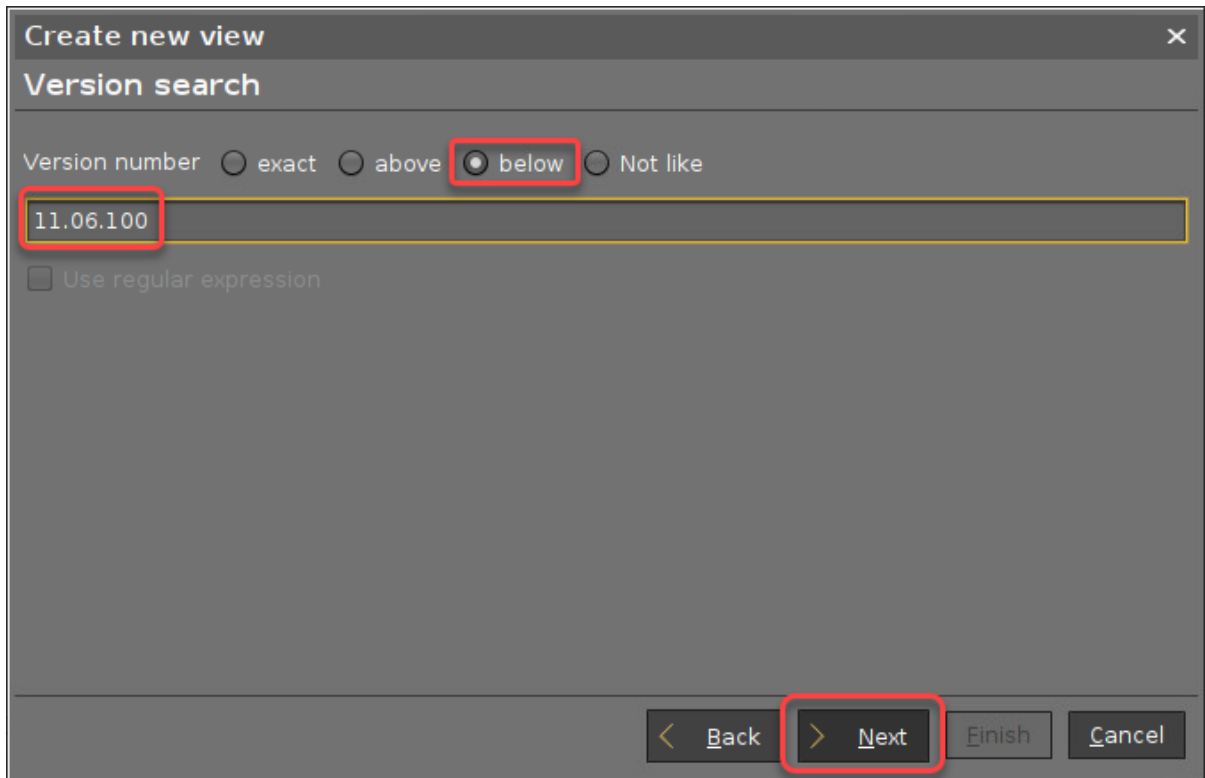 Create new view
Version search
Version number exact above below Not like
11.06.100
Use regular expression
Back Next Finish Cancel